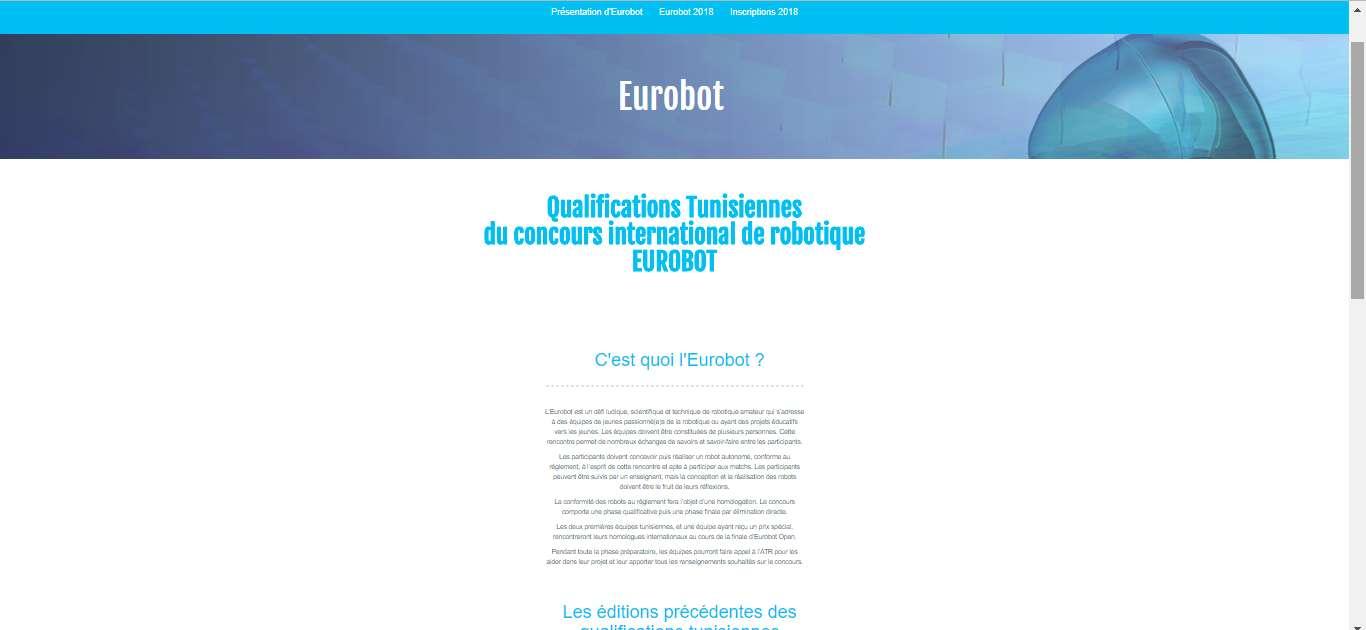 Présentation d'Eurobot Eurobot 2018 Inscriptions 2018
Eurobot
Qualifications Tunisiennes
du concours international de robotique
EUROBOT
C'est quoi l'Eurobot ?
L'Eurobot est un défi ludique, scientifique et technique de robotique amateur qui s'adresse
à des équipes de jeunes passionné(e)s de la robotique ou ayant des projets éducatifs
vers les jeunes. Les équipes doivent être constituées de plusieurs personnes. Cette
rencontre permet de nombreux échanges de savoirs et savoir-faire entre les participants.
Les participants doivent concevoir puis réaliser un robot autonome, conforme au
règlement, à l'esprit de cette rencontre et apte à participer aux matchs. Les participants
peuvent être suivis par un enseignant, mais la conception et la réalisation des robots
doivent être le fruit de leurs réflexions.
La conformité des robots au règlement fera l'objet d'une homologation. Le concours
comporte une phase qualificative puis une phase finale par élimination directe.
Les deux premières équipes tunisiennes, et une équipe ayant reçu un prix spécial,
rencontreront leurs homologues internationaux au cours de la finale d'Eurobot Open.
Pendant toute la phase préparatoire, les équipes pourront faire appel à l'ATR pour les
aider dans leur projet et leur apporter tous les renseignements souhaités sur le concours.
Les éditions précédentes des
qualifications tunisiennes